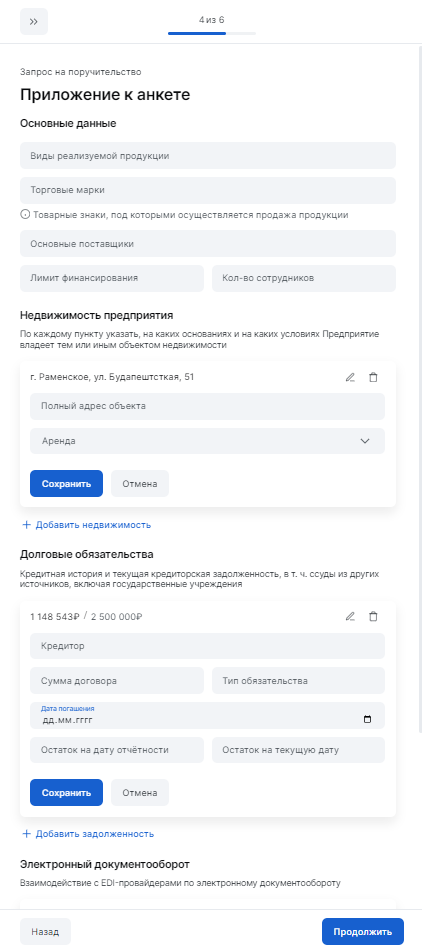 4 из 6
Запрос на поручительство
Приложение к анкете
Основные данные
Виды реализуемой продукции
Торговые марки
Товарные знаки, под которыми осуществляется продажа продукции
Основные поставщики
Лимит финансирования
Кол-во сотрудников
Недвижимость предприятия
По каждому пункту указать, на каких основаниях и на каких условиях Предприятие
владеет тем или иным объектом недвижимости
г. Раменское, ул. Будапештсткая, 51
Полный адрес объекта
Аренда
Сохранить
Отмена
Добавить недвижимость
Долговые обязательства
Кредитная история и текущая кредиторская задолженность, в т. ч. ссуды из других
источников, включая государственные учреждения
1 148 543₽ / 2 500 000₽
Кредитор
Сумма договора
Тип обязательства
Дата погашения
дд.мм.гггг
Остаток на дату отчётности
Остаток на текущую дату
Сохранить
Отмена
Добавить задолженность
Электронный документооборот
Взаимодействие с EDI-провайдерами по электронному документообороту
Назад
Продолжить